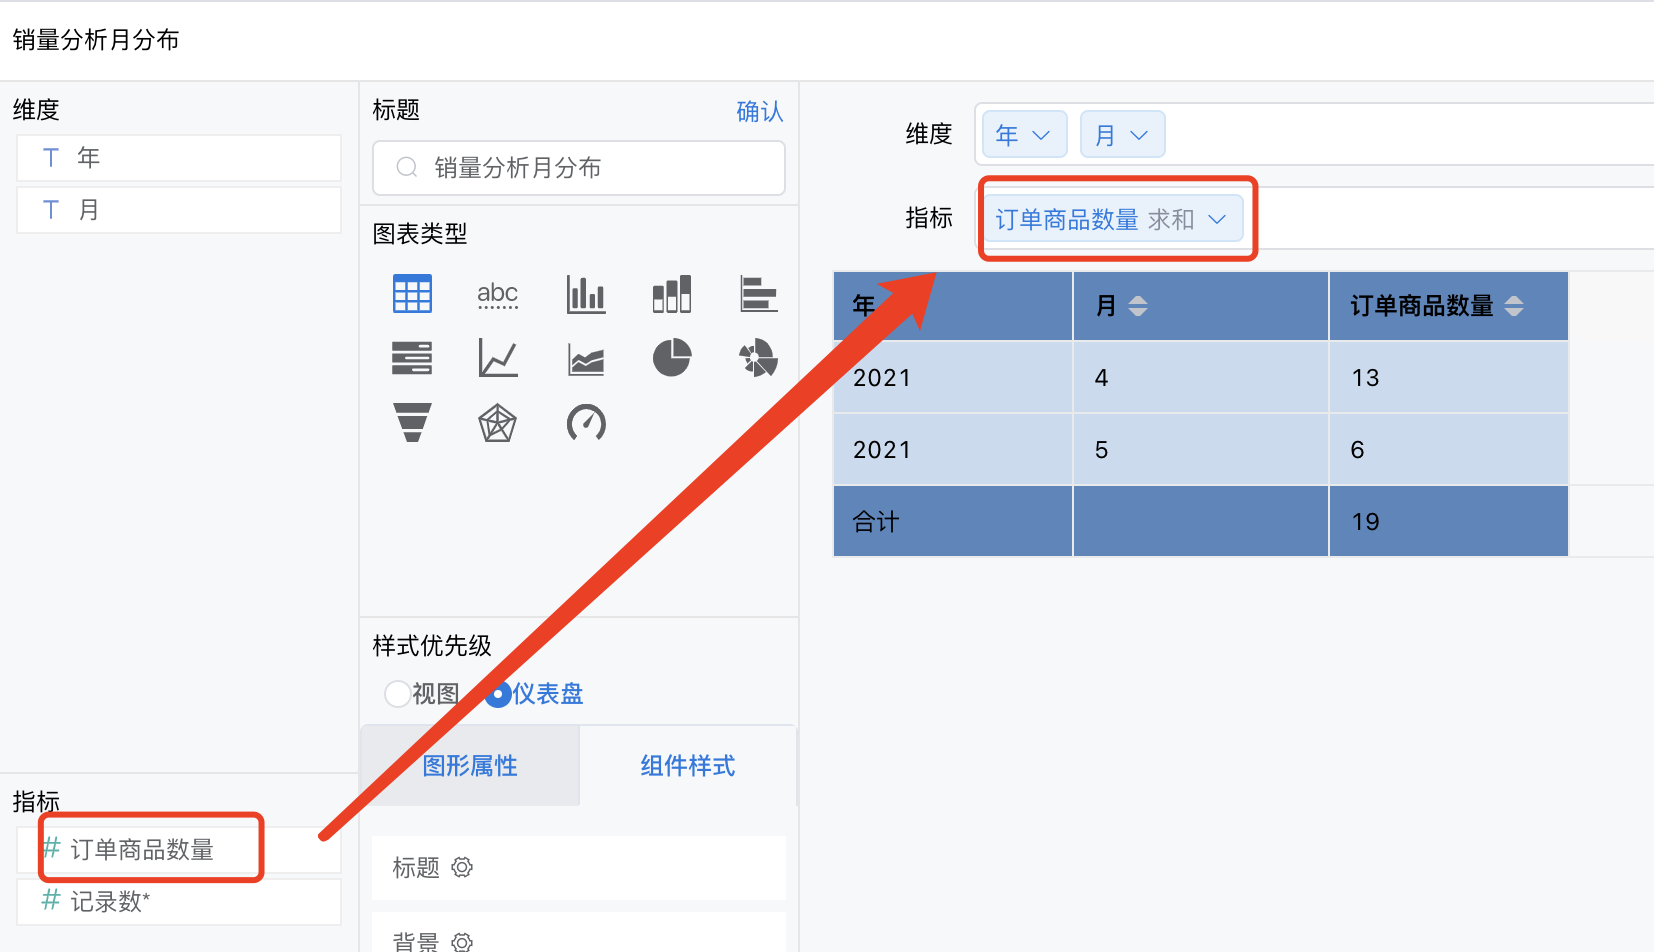 销量分析月分布
维度
T 年
T 月
指标
# 订单商品数量
# 记录数*
标题 确认
销量分析月分布
图表类型
abc
样式优先级
视图 仪表盘
图形属性 组件样式
标题
背景
维度 年 月
指标 订单商品数量 求和
年 月 订单商品数量
2021 4 13
2021 5 6
合计 19